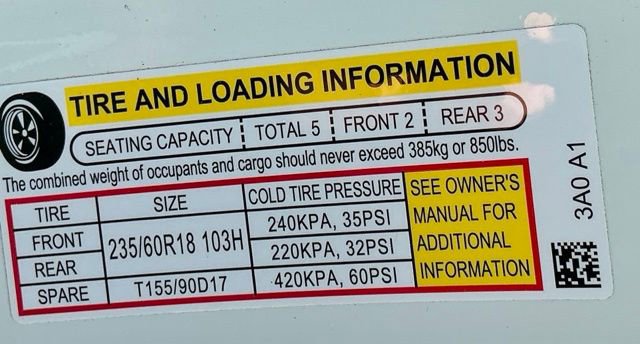 TIRE AND LOADING INFORMATION
SEATING CAPACITY TOTAL 5 FRONT 2 REAR 3
The combined weight of occupants and cargo should never exceed 385kg or 850lbs.
TIRE SIZE COLD TIRE PRESSURE
FRONT 235/60R18 103H 240KPA, 35PSI
REAR 220KPA, 32PSI
SPARE T155/90D17 420KPA, 60PSI
SEE OWNER'S
MANUAL FOR
ADDITIONAL
INFORMATION
3A0 A1